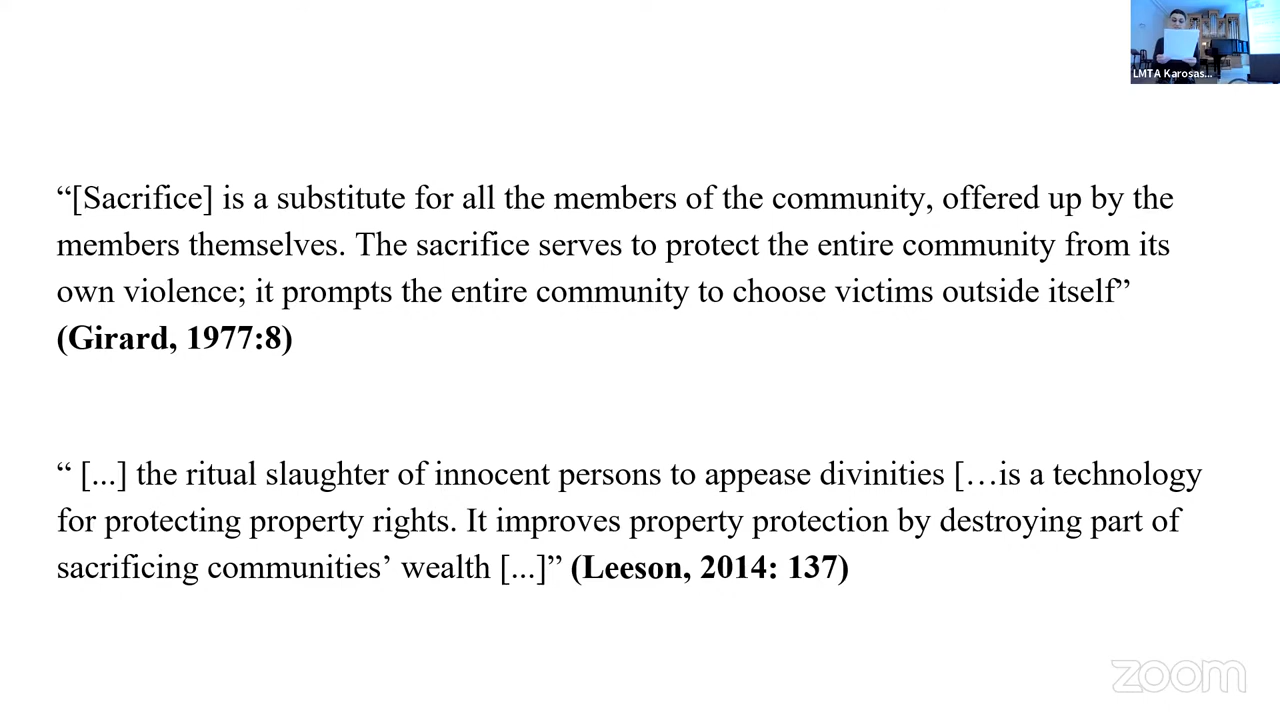 LMTA Karosas...
“[Sacrifice] is a substitute for all the members of the community, offered up by the
members themselves. The sacrifice serves to protect the entire community from its
own violence; it prompts the entire community to choose victims outside itself”
(Girard, 1977:8)
“ [...] the ritual slaughter of innocent persons to appease divinities […is a technology
for protecting property rights. It improves property protection by destroying part of
sacrificing communities’ wealth [...]” (Leeson, 2014: 137)
zoom